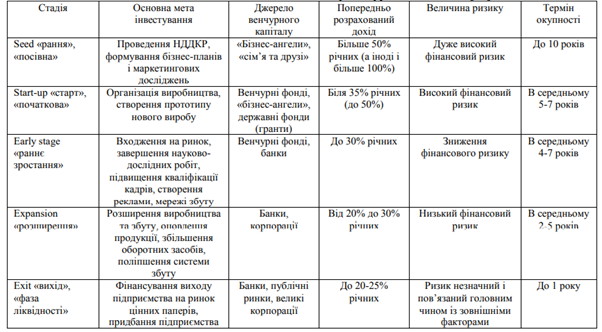 Стадія
Основна мета
інвестування
Джерело
венчурного
капіталу
Попередньо
розрахований
дохід
Величина ризику
Термін
окупності
Seed «рання»,
«посівна»
Проведення НДДКР,
формування бізнес-планів
і маркетингових
досліджень
«Бізнес-ангели»,
«сім'я та друзі»
Більше 50%
річних (а іноді і
більше 100%)
Дуже високий
фінансовий ризик
До 10 років
Start-up «старт»,
«початкова»
Організація виробництва,
створення прототипу
нового виробу
Венчурні фонді,
«бізнес-ангели»,
державні фонди
(гранти)
Біля 35% річних
(до 50%)
Високий фінансовий
ризик
В середньому
5-7 років
Early stage
«раннє
зростання»
Входження на ринок,
завершення науково-
дослідних робіт,
підвищення кваліфікації
кадрів, створення
реклами, мережі збуту
Венчурні фонді,
банки
До 30% річних
Зниження
фінансового ризику
В середньому
4-7 років
Expansion
«розширення»
Розширення виробництва
та збуту, оновлення
продукції, збільшення
оборотних засобів,
поліпшення системи
збуту
Банки,
корпорації
Від 20% до 30%
річних
Низький фінансовий
ризик
В середньому
2-5 років
Exit «вихід»,
«фаза
ліквідності»
Фінансування виходу
підприємства на ринок
цінних паперів,
придбання підприємства
Банки, публічні
ринки, великі
корпорації
До 20-25%
річних
Ризик незначний і
пов'язаний головним
чином із зовнішніми
факторами
До 1 року